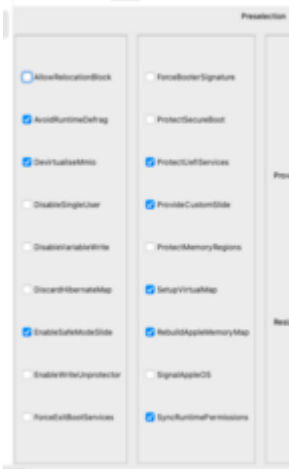 Preselection
AllowRelocationBlock
AvoidRuntimeDefrag
DevirtualiseMmio
DisableSingleUser
DisableVariableWrite
DiscardHibernateMap
EnableSafeModeSlide
EnableWriteUnprotector
ForceExitBootServices
ForceBooterSignature
ProtectSecureBoot
ProtectUefiServices
ProvideCustomSlide
ProtectMemoryRegions
SetupVirtualMap
RebuildAppleMemoryMap
SignalAppleOS
SyncRuntimePermissions
Prov